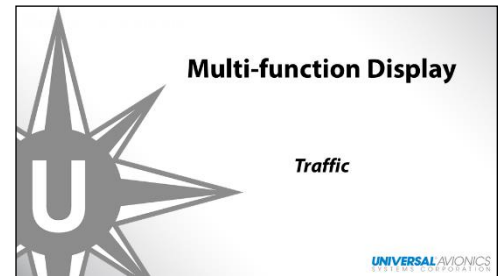 Multi-function Display
Traffic
U
UNIVERSAL AVIONICS
SYSTEMS CORPORATION